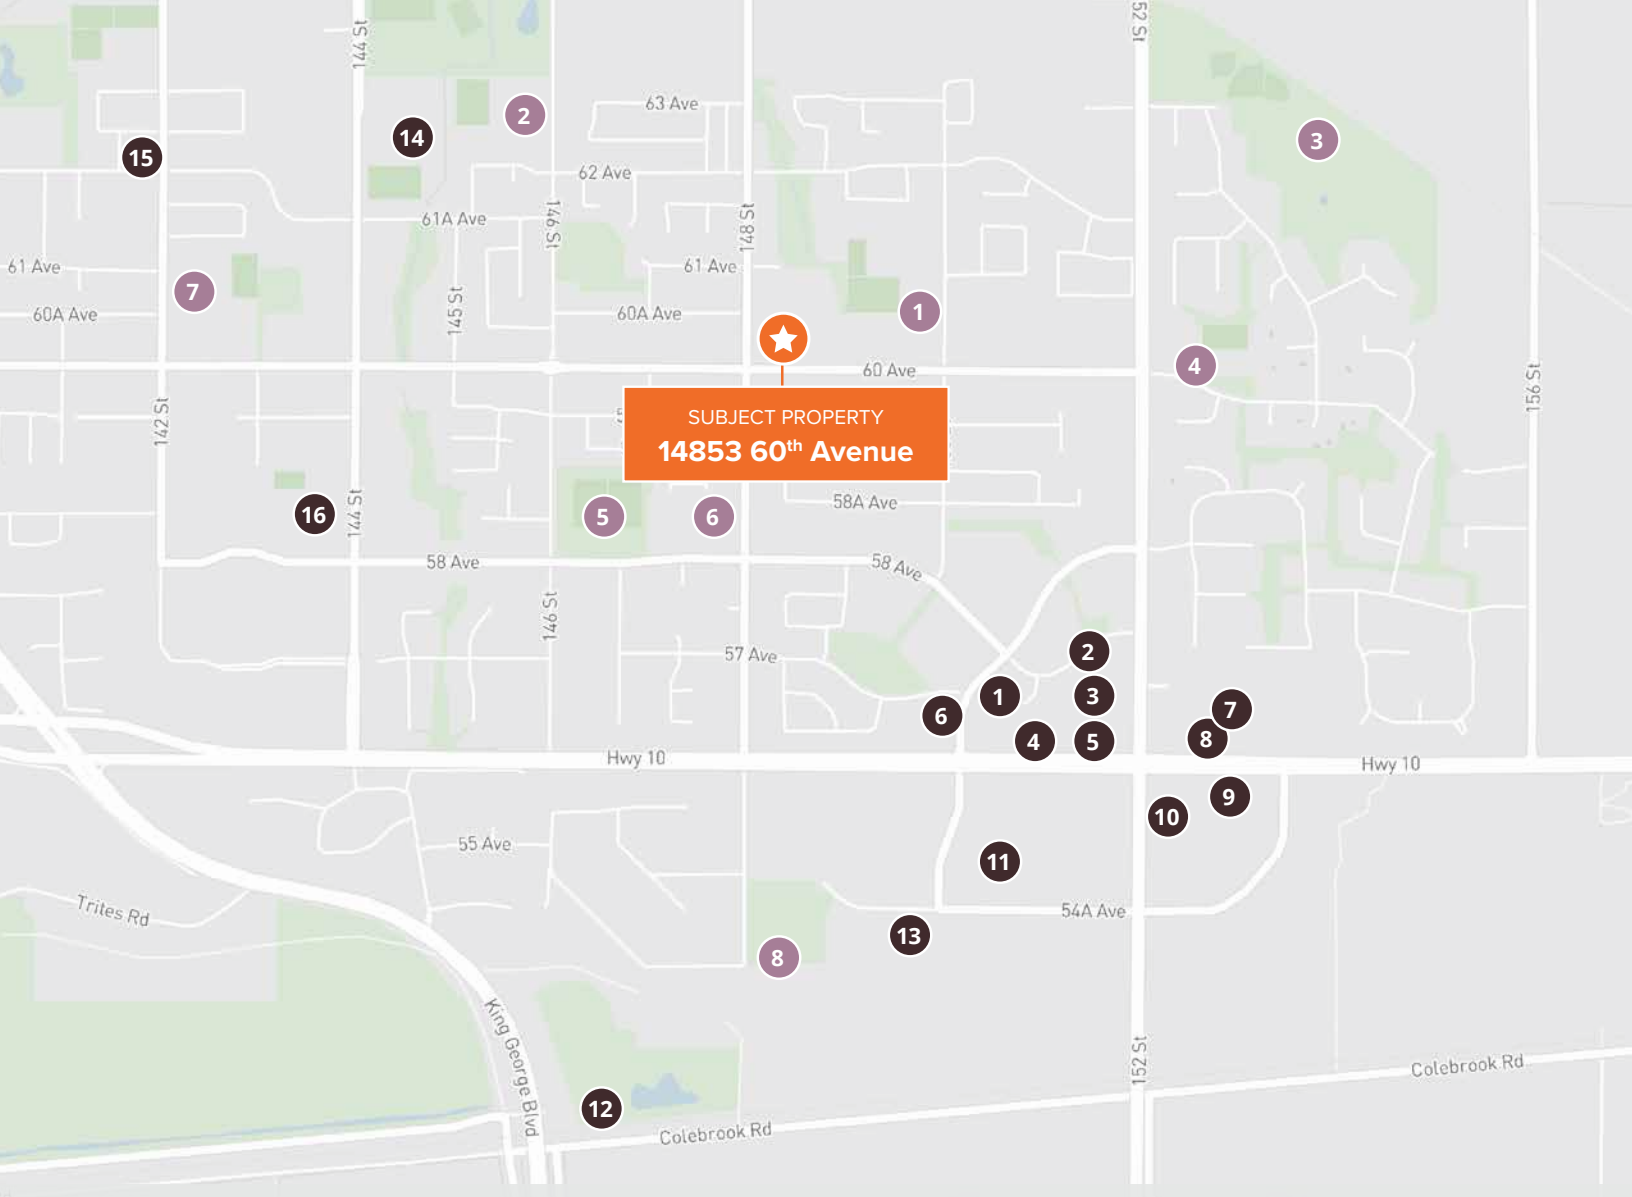 144 St
152 St
63 Ave
2
14
3
15
62 Ave
61A Ave
146 St
148 St
61 Ave
61 Ave
7
60A Ave
145 St
60A Ave
1
60 Ave
4
156 St
142 St
SUBJECT PROPERTY
14853 60th Avenue
144 St
16
5
6
58A Ave
58 Ave
58 Ave
146 St
57 Ave
2
1
3
6
4
5
7
8
Hwy 10
Hwy 10
9
10
55 Ave
11
Trites Rd
54A Ave
13
8
King George Blvd
152 St
Colebrook Rd
12
Colebrook Rd